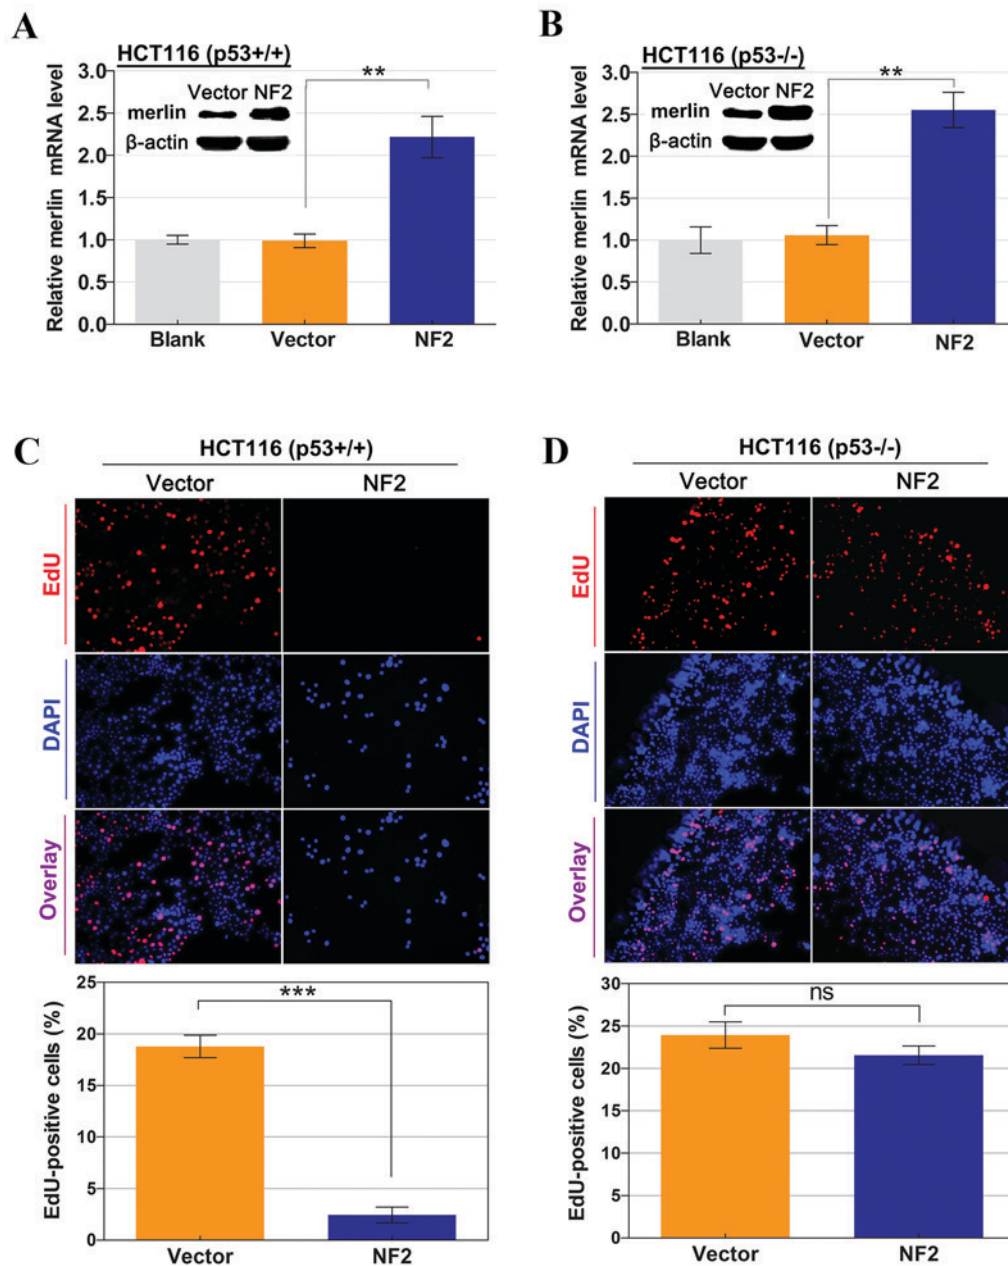 A
HCT116 (p53+/+)
**
Vector NF2
merlin
β-actin
Relative merlin mRNA level
3.0
2.5
2.0
1.5
1.0
0.5
0.0
Blank
Vector
NF2
B
HCT116 (p53-/-)
**
Vector NF2
merlin
β-actin
Relative merlin mRNA level
3.0
2.5
2.0
1.5
1.0
0.5
0.0
Blank
Vector
NF2
C
HCT116 (p53+/+)
Vector
NF2
EdU
DAPI
Overlay
EdU-positive cells (%)
25
20
15
10
5
0
***
Vector
NF2
D
HCT116 (p53-/-)
Vector
NF2
EdU
DAPI
Overlay
EdU-positive cells (%)
30
25
20
15
10
5
0
ns
Vector
NF2